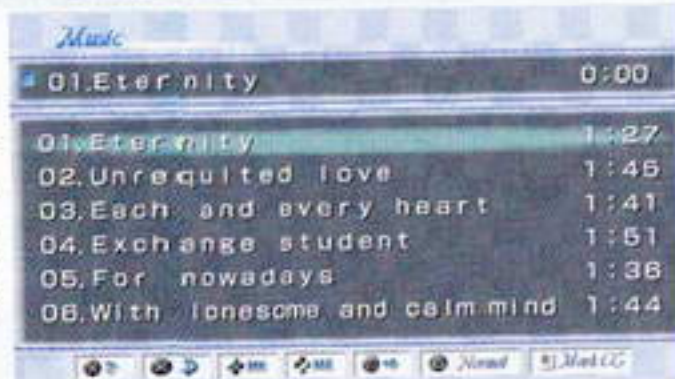 Music
01.Eternity 0:00
01.Eternity 1:27
02.Unrequited love 1:45
03.Each and every heart 1:41
04.Exchange student 1:51
05.For nowadays 1:36
06.With lonesome and calm mind 1:44
Normal